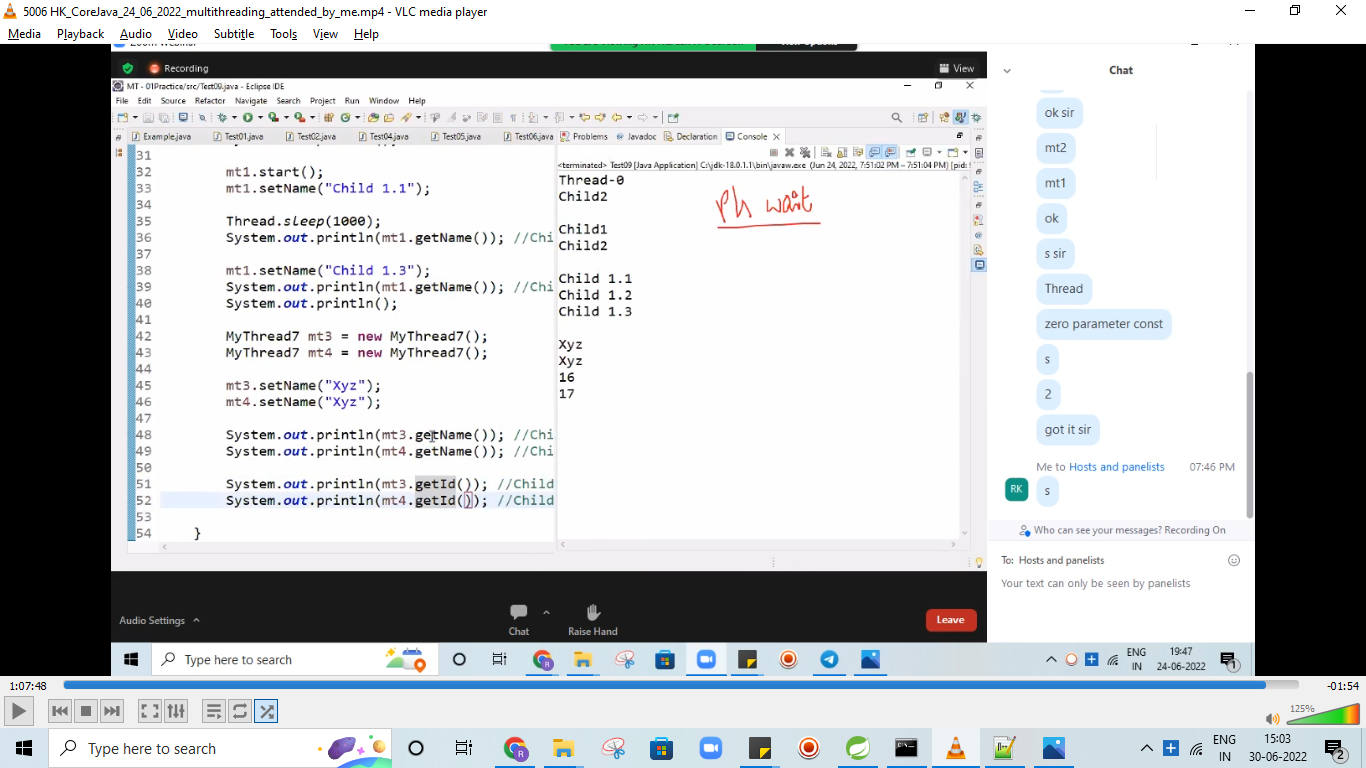 5006 HK_CoreJava_24_06_2022_multithreading_attended_by_me.mp4 - VLC media player
Media Playback Audio Video Subtitle Tools View Help
Recording
View
MT - 01Practice/src/Test09.java - Eclipse IDE
File Edit Source Refactor Navigate Search Project Run Window Help
Example.java Test01.java Test02.java Test04.java Test05.java Test06.java
Problems Javadoc Declaration Console
<terminated> Test09 [Java Application] C:\jdk-18.0.1.1\bin\javaw.exe (Jun 24, 2022, 7:51:02 PM – 7:51:04 PM) [pid:
31
32 mt1.start();
33 mt1.setName("Child 1.1");
34
35 Thread.sleep(1000);
36 System.out.println(mt1.getName()); //Chi
37
38 mt1.setName("Child 1.3");
39 System.out.println(mt1.getName()); //Chi
40 System.out.println();
41
42 MyThread7 mt3 = new MyThread7();
43 MyThread7 mt4 = new MyThread7();
44
45 mt3.setName("Xyz");
46 mt4.setName("Xyz");
47
48 System.out.println(mt3.getName()); //Chi
49 System.out.println(mt4.getName()); //Chi
50
51 System.out.println(mt3.getId()); //Child
52 System.out.println(mt4.getId()); //Child
53
54 }
Thread-0
Child2
Child1
Child2
Child 1.1
Child 1.2
Child 1.3
Xyz
Xyz
16
17
wait
Chat
ok sir
mt2
mt1
ok
s sir
Thread
zero parameter const
s
2
got it sir
Me to Hosts and panelists 07:46 PM
RK
s
Who can see your messages? Recording On
To: Hosts and panelists
Your text can only be seen by panelists
Audio Settings
Chat
Raise Hand
Leave
Type here to search
ENG
IN
19:47
24-06-2022
1
1:07:48
-01:54
125%
Type here to search
ENG
IN
15:03
30-06-2022
2